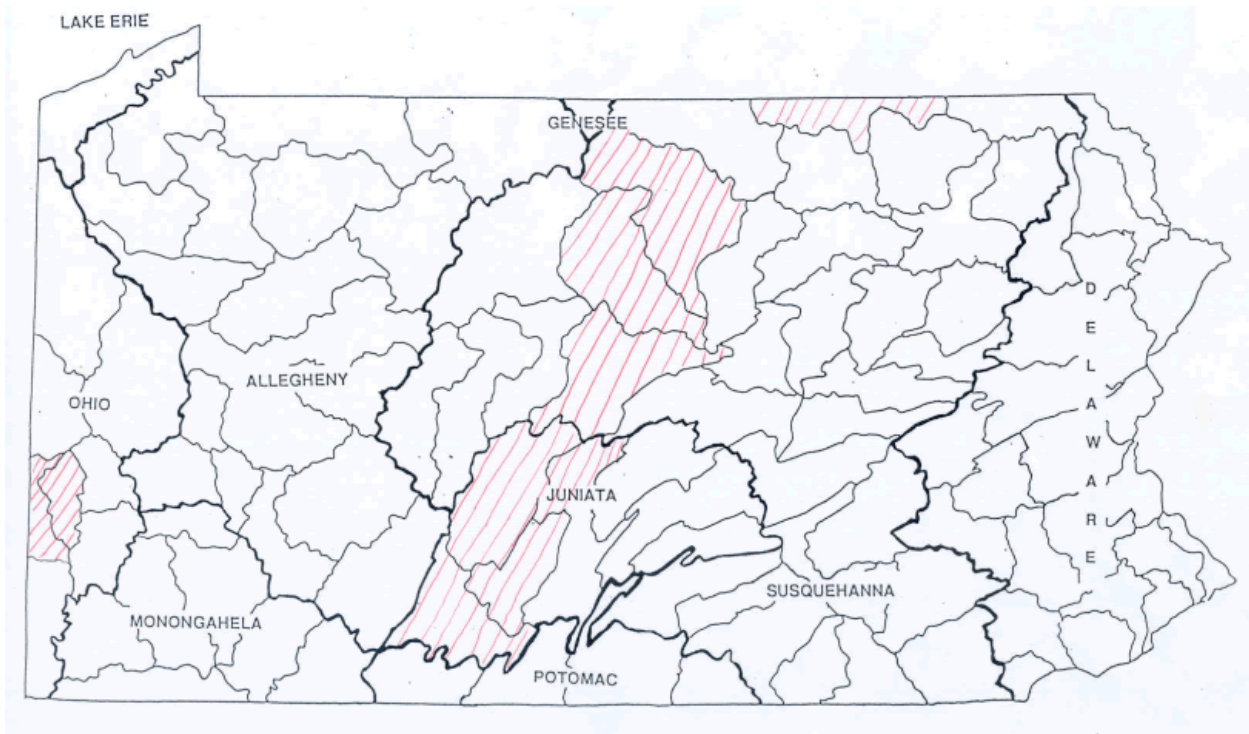 LAKE ERIE
GENESEE
ALLEGHENY
OHIO
JUNIATA
MONONGAHELA
SUSQUEHANNA
POTOMAC
D
E
L
A
W
A
R
E